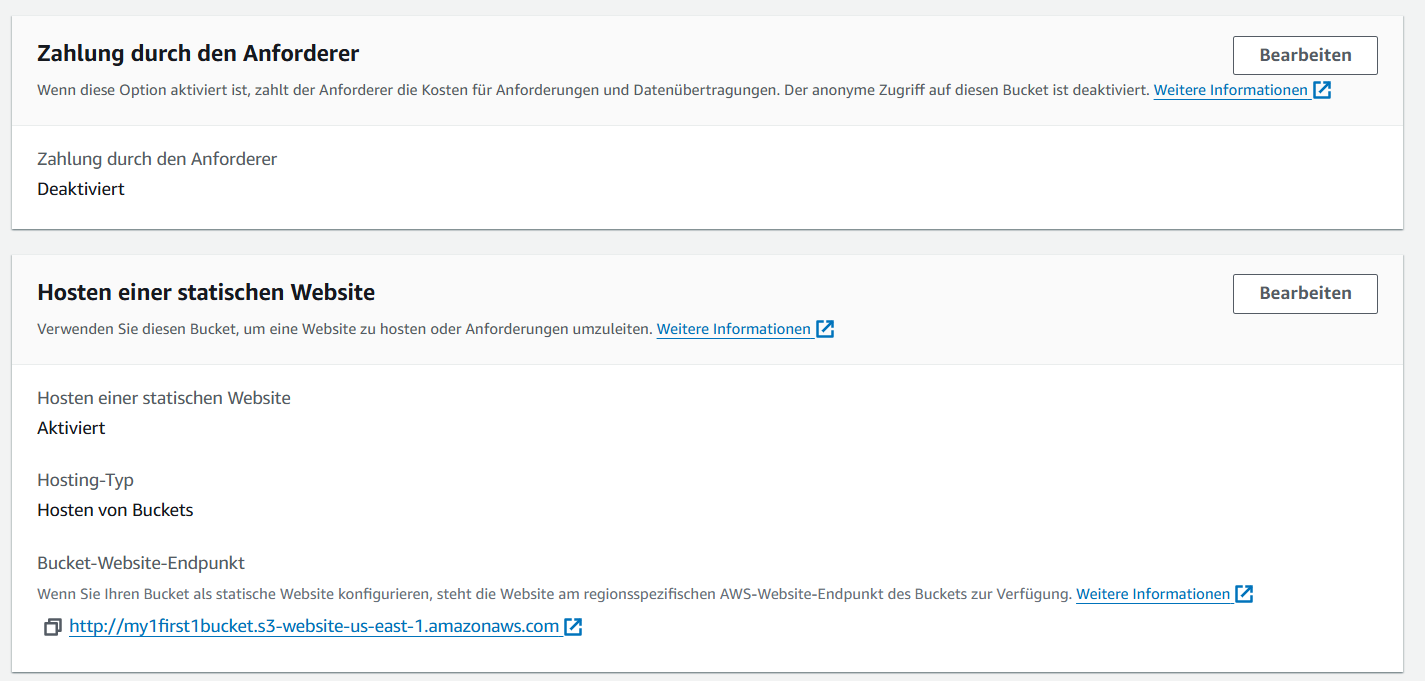 Zahlung durch den Anforderer
Bearbeiten
Wenn diese Option aktiviert ist, zahlt der Anforderer die Kosten für Anforderungen und Datenübertragungen. Der anonyme Zugriff auf diesen Bucket ist deaktiviert. Weitere Informationen
Zahlung durch den Anforderer
Deaktiviert
Hosten einer statischen Website
Bearbeiten
Verwenden Sie diesen Bucket, um eine Website zu hosten oder Anforderungen umzuleiten. Weitere Informationen
Hosten einer statischen Website
Aktiviert
Hosting-Typ
Hosten von Buckets
Bucket-Website-Endpunkt
Wenn Sie Ihren Bucket als statische Website konfigurieren, steht die Website am regionsspezifischen AWS-Website-Endpunkt des Buckets zur Verfügung. Weitere Informationen
http://my1first1bucket.s3-website-us-east-1.amazonaws.com